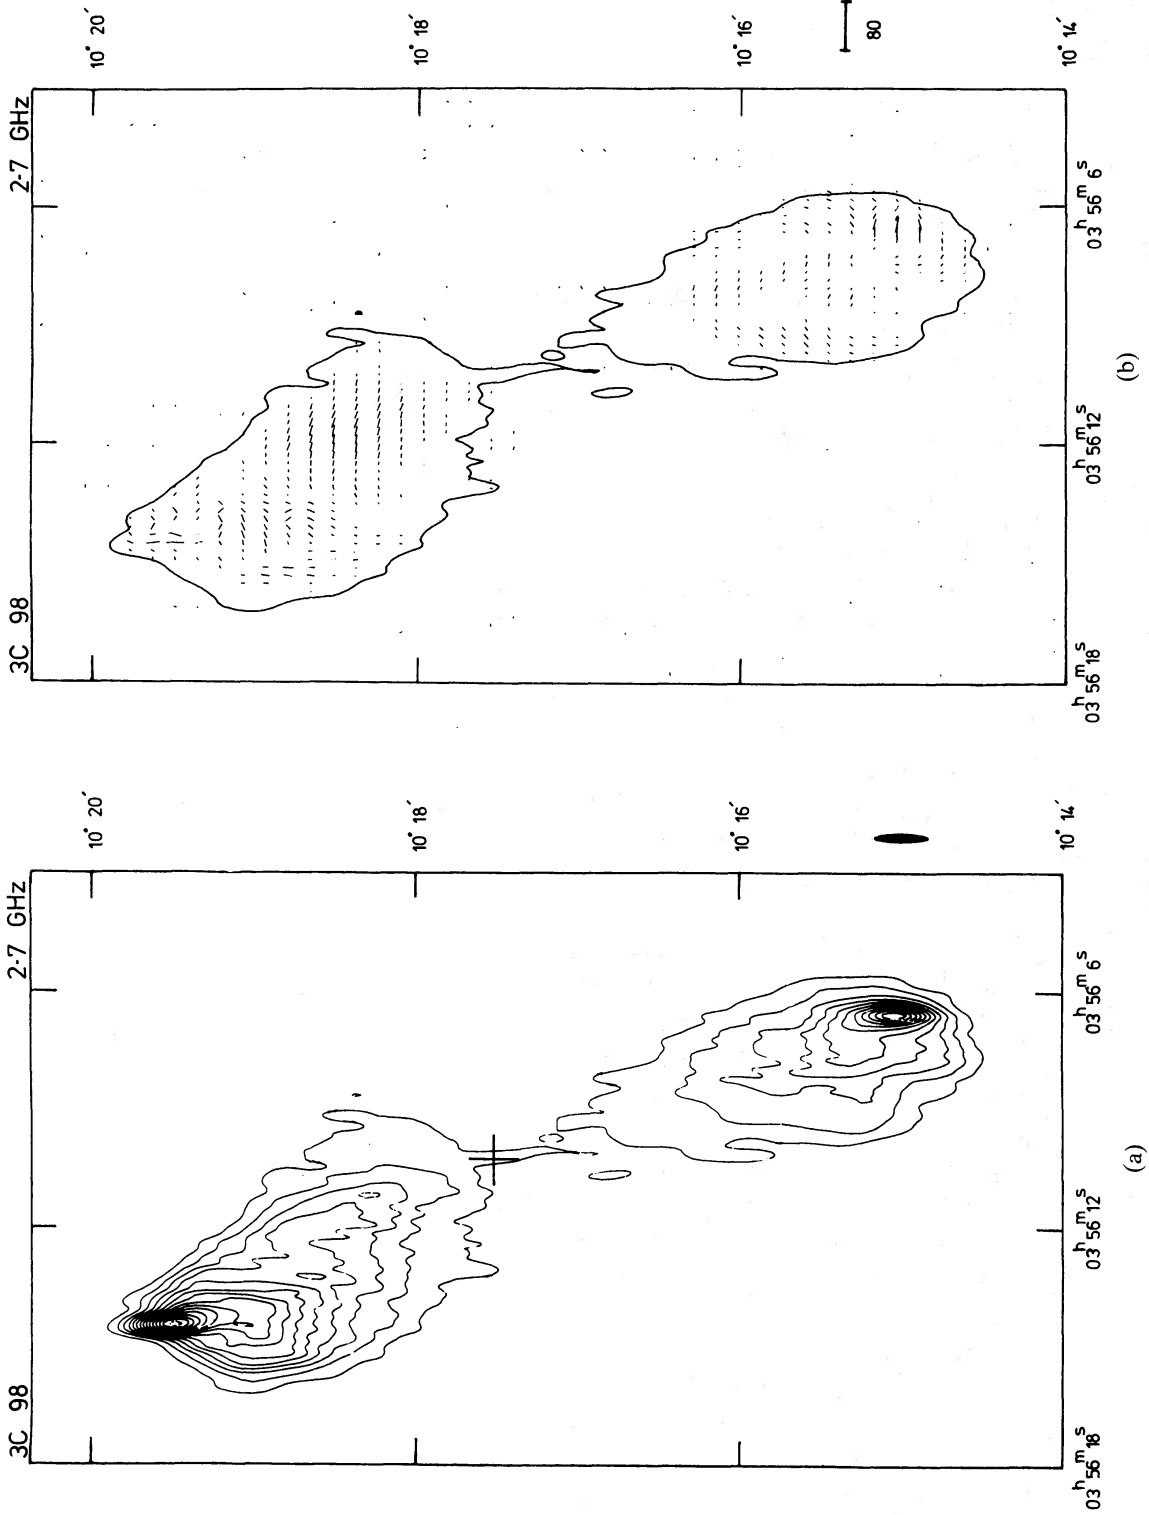 3C 98 2-7 GHz
10° 20′
10° 18′
10° 16′
10° 14′
80
03ʰ 56ᵐ 18ˢ
03ʰ 56ᵐ 12ˢ
03ʰ 56ᵐ 6ˢ
(b)
3C 98 2-7 GHz
10° 20′
10° 18′
10° 16′
10° 14′
03ʰ 56ᵐ 18ˢ
03ʰ 56ᵐ 12ˢ
03ʰ 56ᵐ 6ˢ
(a)